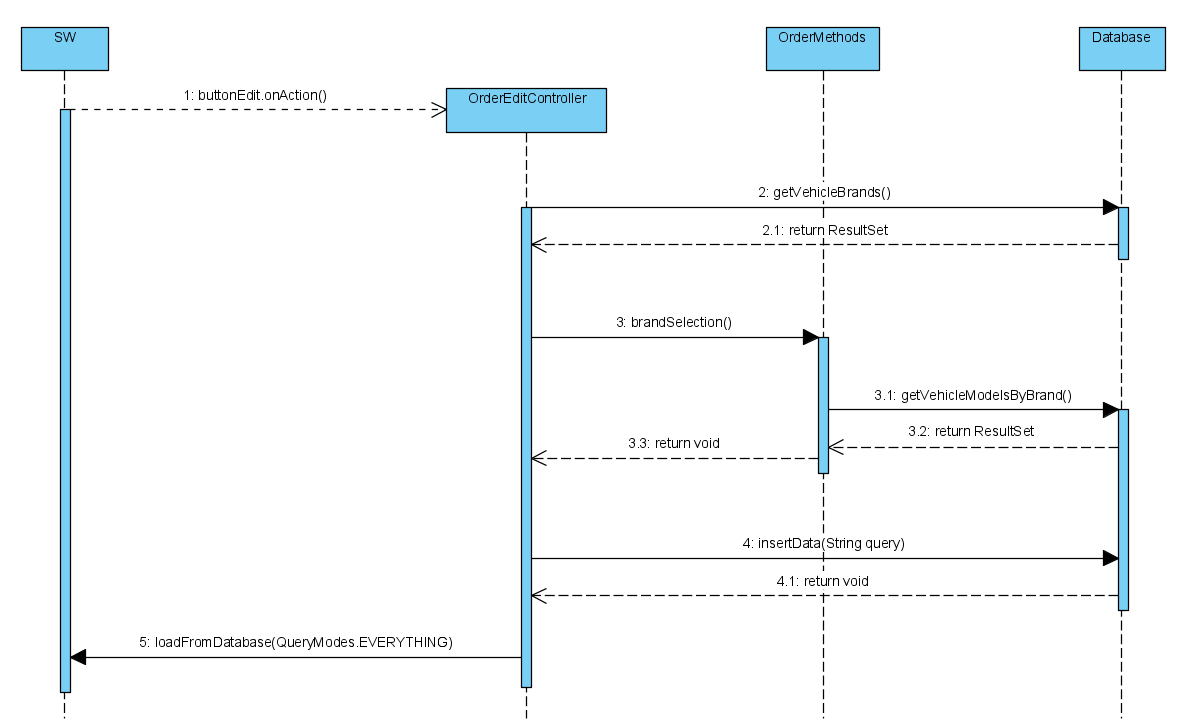 SW
OrderMethods
Database
1: buttonEdit.onAction()
OrderEditController
2: getVehicleBrands()
2.1: return ResultSet
3: brandSelection()
3.1: getVehicleModelsByBrand()
3.2: return ResultSet
3.3: return void
4: insertData(String query)
4.1: return void
5: loadFromDatabase(QueryModes.EVERYTHING)